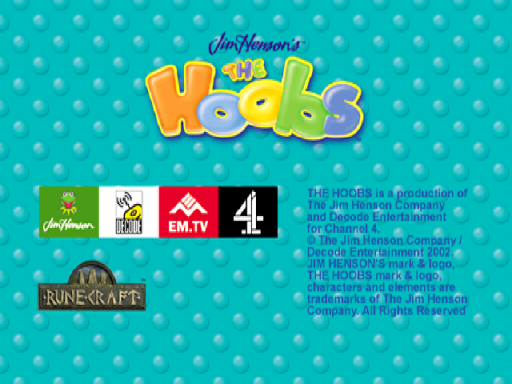 Jim Henson's
THE
Hoobs
Jim Henson
DECODE
EM.TV
4
RUNECRAFT
THE HOOBS is a production of
The Jim Henson Company
and Decode Entertainment
for Channel 4.
© The Jim Henson Company /
Decode Entertainment 2002.
JIM HENSON'S mark & logo,
THE HOOBS mark & logo,
characters and elements are
trademarks of The Jim Henson
Company. All Rights Reserved